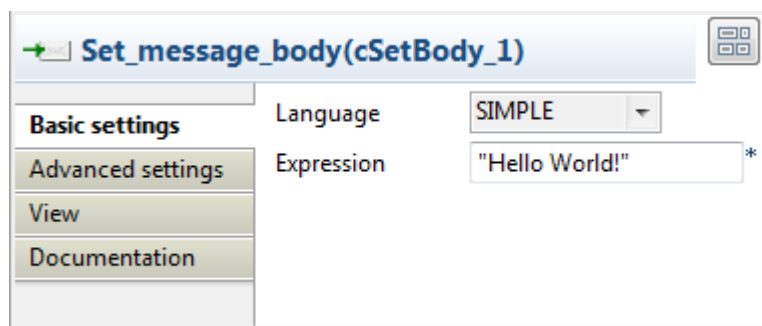 Set_message_body(cSetBody_1)
Basic settings
Language SIMPLE
Advanced settings
Expression "Hello World!" *
View
Documentation